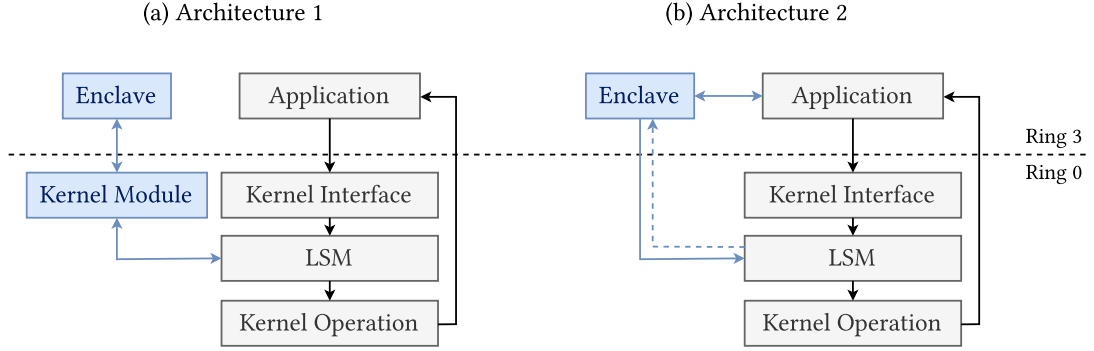 (a) Architecture 1
Enclave
Application
Kernel Module
Kernel Interface
LSM
Kernel Operation
(b) Architecture 2
Enclave
Application
Ring 3
Ring 0
Kernel Interface
LSM
Kernel Operation